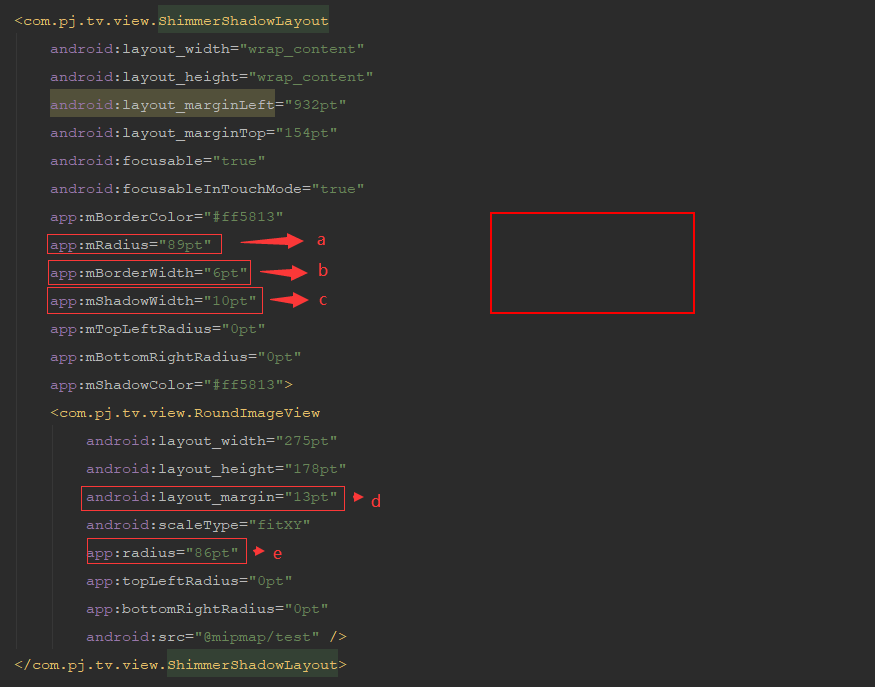 <com.pj.tv.view.ShimmerShadowLayout
android:layout_width="wrap_content"
android:layout_height="wrap_content"
android:layout_marginLeft="932pt"
android:layout_marginTop="154pt"
android:focusable="true"
android:focusableInTouchMode="true"
app:mBorderColor="#ff5813"
app:mRadius="89pt" a
app:mBorderWidth="6pt" b
app:mShadowWidth="10pt" c
app:mTopLeftRadius="0pt"
app:mBottomRightRadius="0pt"
app:mShadowColor="#ff5813">
<com.pj.tv.view.RoundImageView
android:layout_width="275pt"
android:layout_height="178pt"
android:layout_margin="13pt" d
android:scaleType="fitXY"
app:radius="86pt" e
app:topLeftRadius="0pt"
app:bottomRightRadius="0pt"
android:src="@mipmap/test" />
</com.pj.tv.view.ShimmerShadowLayout>